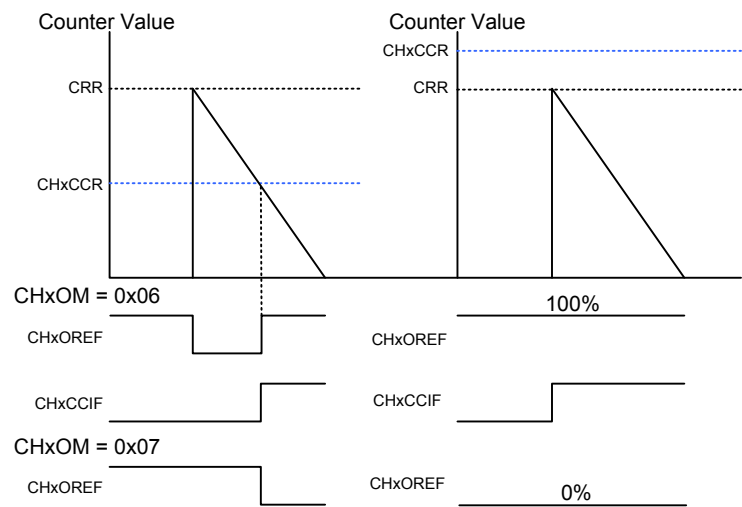 Counter Value
CRR
CHxCCR
CHxOM = 0x06
CHxOREF
CHxCCIF
CHxOM = 0x07
CHxOREF
Counter Value
CHxCCR
CRR
100%
CHxOREF
CHxCCIF
CHxOREF
0%